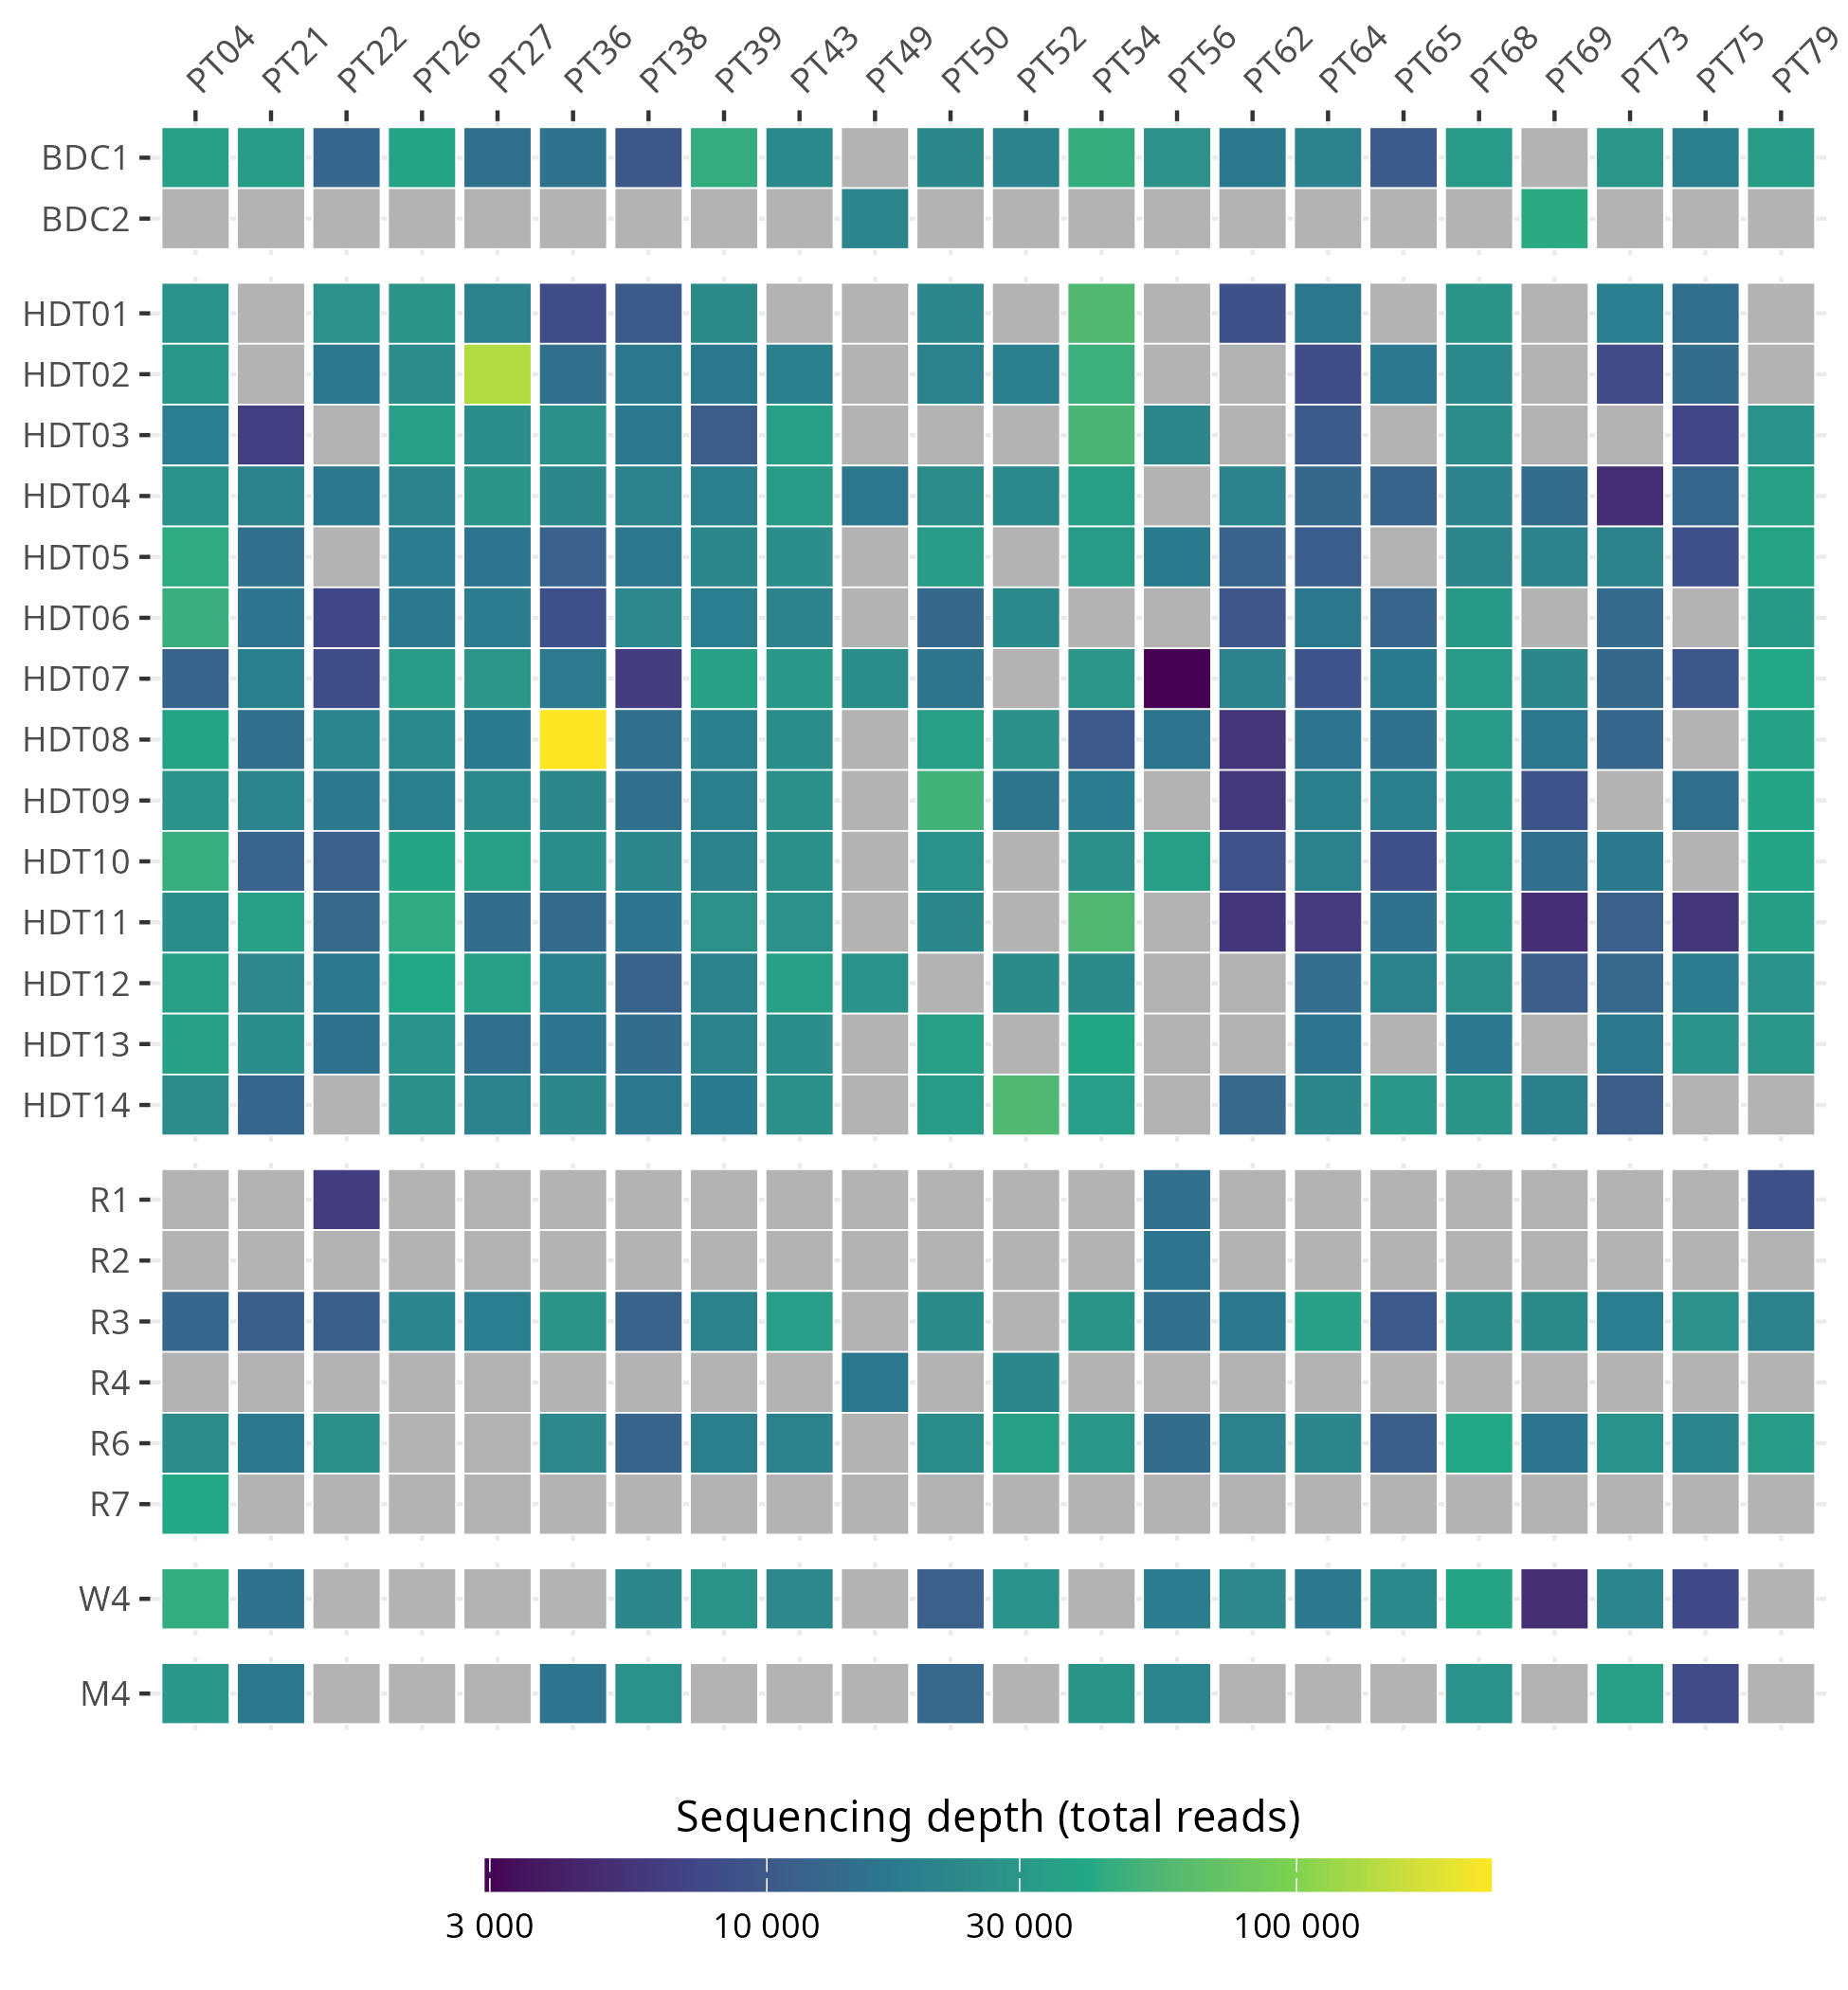 PT04 PT21 PT22 PT26 PT27 PT36 PT38 PT39 PT43 PT49 PT50 PT52 PT54 PT56 PT62 PT64 PT65 PT68 PT69 PT73 PT75 PT79
BDC1
BDC2
HDT01
HDT02
HDT03
HDT04
HDT05
HDT06
HDT07
HDT08
HDT09
HDT10
HDT11
HDT12
HDT13
HDT14
R1
R2
R3
R4
R6
R7
W4
M4
Sequencing depth (total reads)
3 000 10 000 30 000 100 000